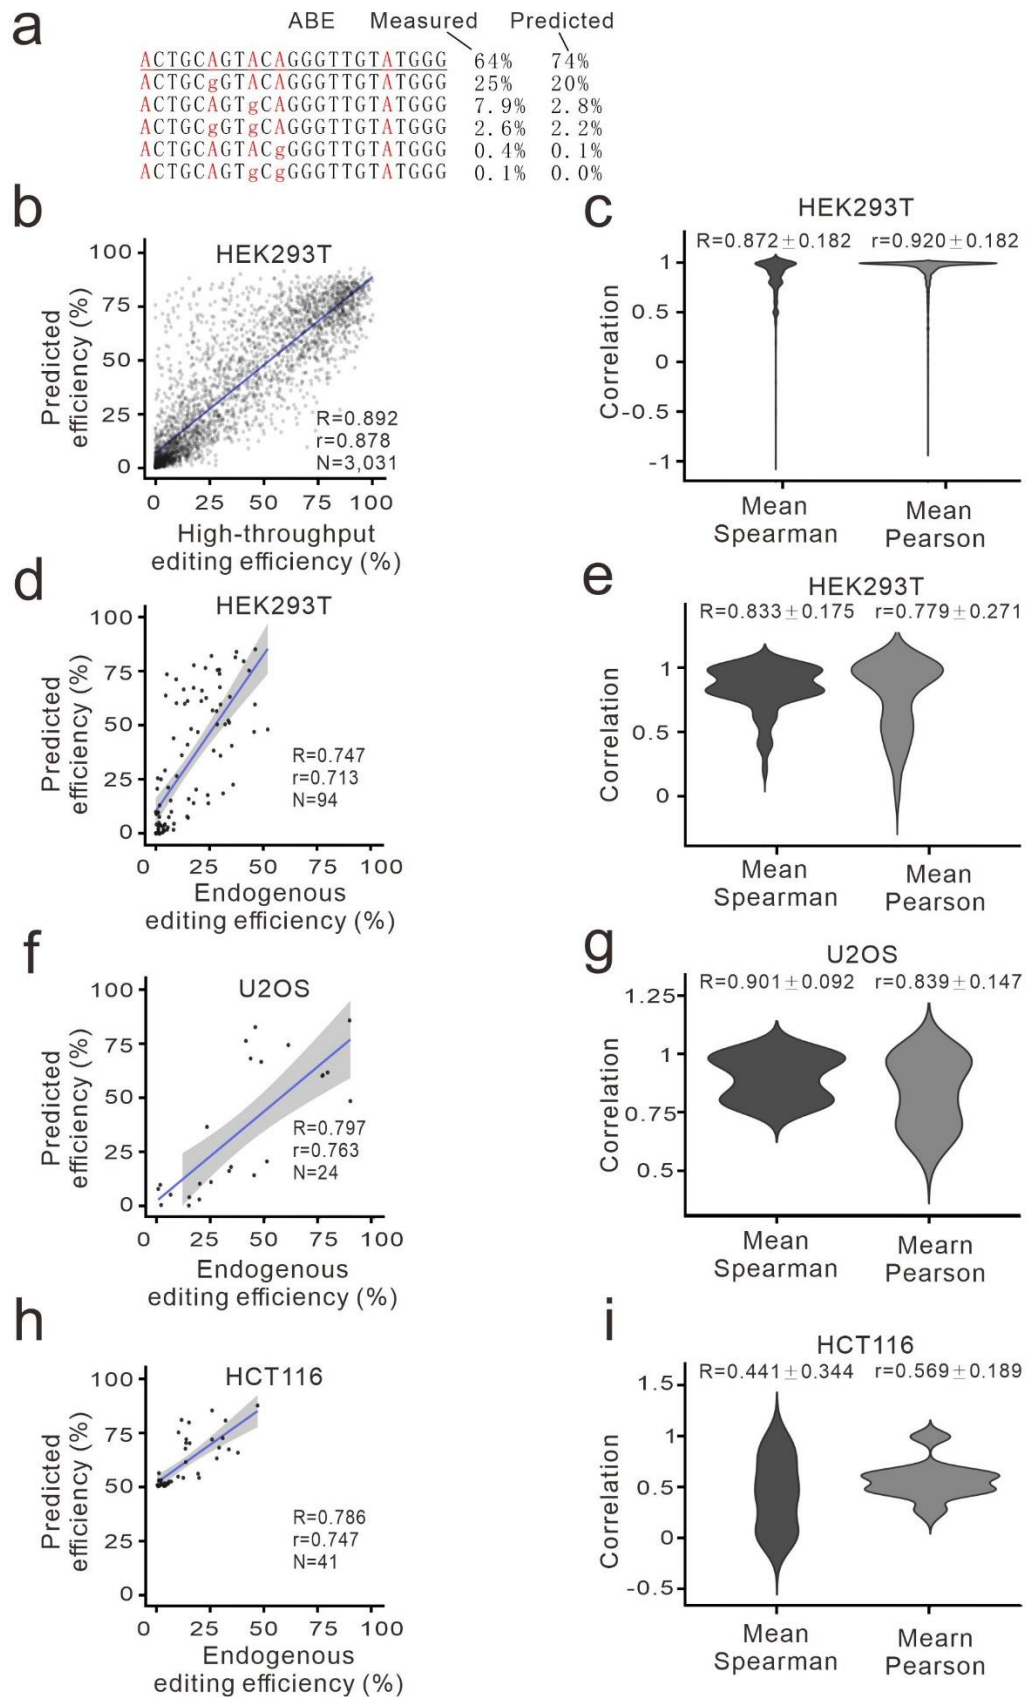 a
ABE Measured Predicted
ACTGCAGTACAGGGTTGTATGGG 64% 74%
ACTGCgGTACAGGGTTGTATGGG 25% 20%
ACTGCAGTgCAGGGTTGTATGGG 7.9% 2.8%
ACTGCgGTgCAGGGTTGTATGGG 2.6% 2.2%
ACTGCAGTACgGGGTTGTATGGG 0.4% 0.1%
ACTGCAGTgCgGGGTTGTATGGG 0.1% 0.0%
b
HEK293T
100
75
50
25
0
Predicted
efficiency (%)
R=0.892
r=0.878
N=3,031
0 25 50 75 100
High-throughput
editing efficiency (%)
c
HEK293T
R=0.872±0.182 r=0.920±0.182
1
0.5
0
-0.5
-1
Correlation
Mean
Spearman
Mean
Pearson
d
HEK293T
100
75
50
25
0
Predicted
efficiency (%)
R=0.747
r=0.713
N=94
0 25 50 75 100
Endogenous
editing efficiency (%)
e
HEK293T
R=0.833±0.175 r=0.779±0.271
1
0.5
0
Correlation
Mean
Spearman
Mean
Pearson
f
U2OS
100
75
50
25
0
Predicted
efficiency (%)
R=0.797
r=0.763
N=24
0 25 50 75 100
Endogenous
editing efficiency (%)
g
U2OS
R=0.901±0.092 r=0.839±0.147
1.25
1
0.75
0.5
Correlation
Mean
Spearman
Mearn
Pearson
h
HCT116
100
75
50
25
0
Predicted
efficiency (%)
R=0.786
r=0.747
N=41
0 25 50 75 100
Endogenous
editing efficiency (%)
i
HCT116
R=0.441±0.344 r=0.569±0.189
1.5
1
0.5
0
-0.5
Correlation
Mean
Spearman
Mearn
Pearson